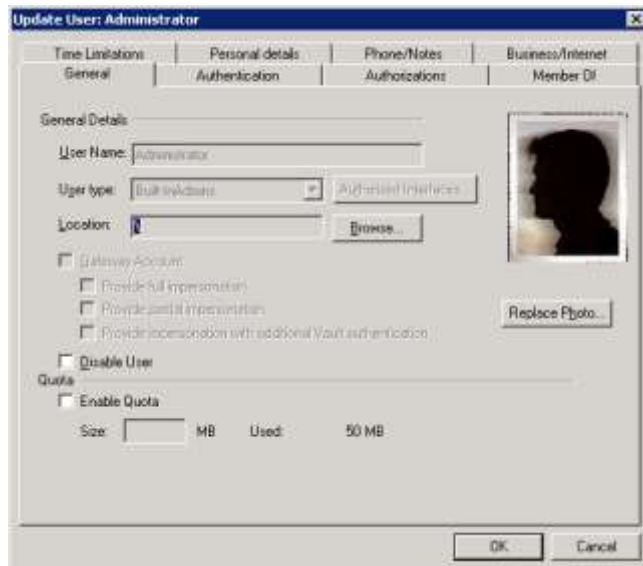 Update User: Administrator
Time Limitations Personal details Phone/Notes Business/Internet
General Authentication Authorizations Member Of
General Details
User Name: Administrator
User type: Built-InAdmins Authorized Interfaces...
Location: \ Browse...
Gateway Account
Provide full impersonation
Provide partial impersonation
Provide impersonation with additional Vault authentication
Replace Photo...
Disable User
Quota
Enable Quota
Size: MB Used: 50 MB
OK Cancel